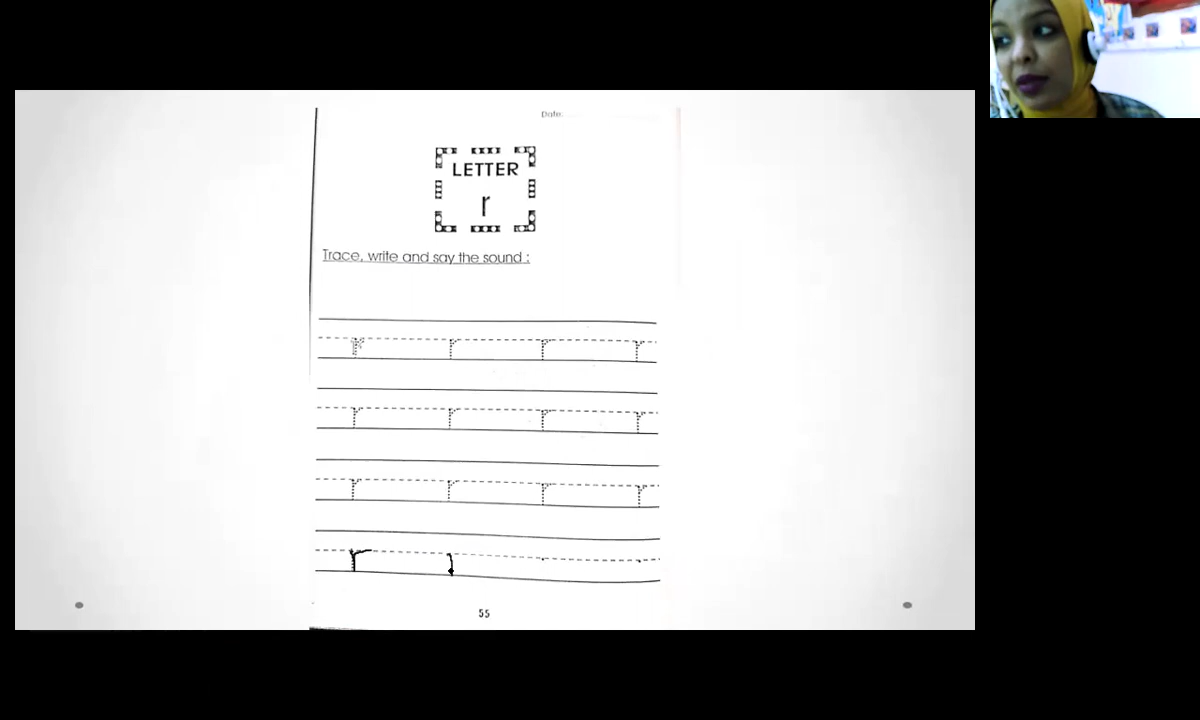 Date:
LETTER
r
Trace, write and say the sound :
r r r r
r r r r
r r r r
r
55